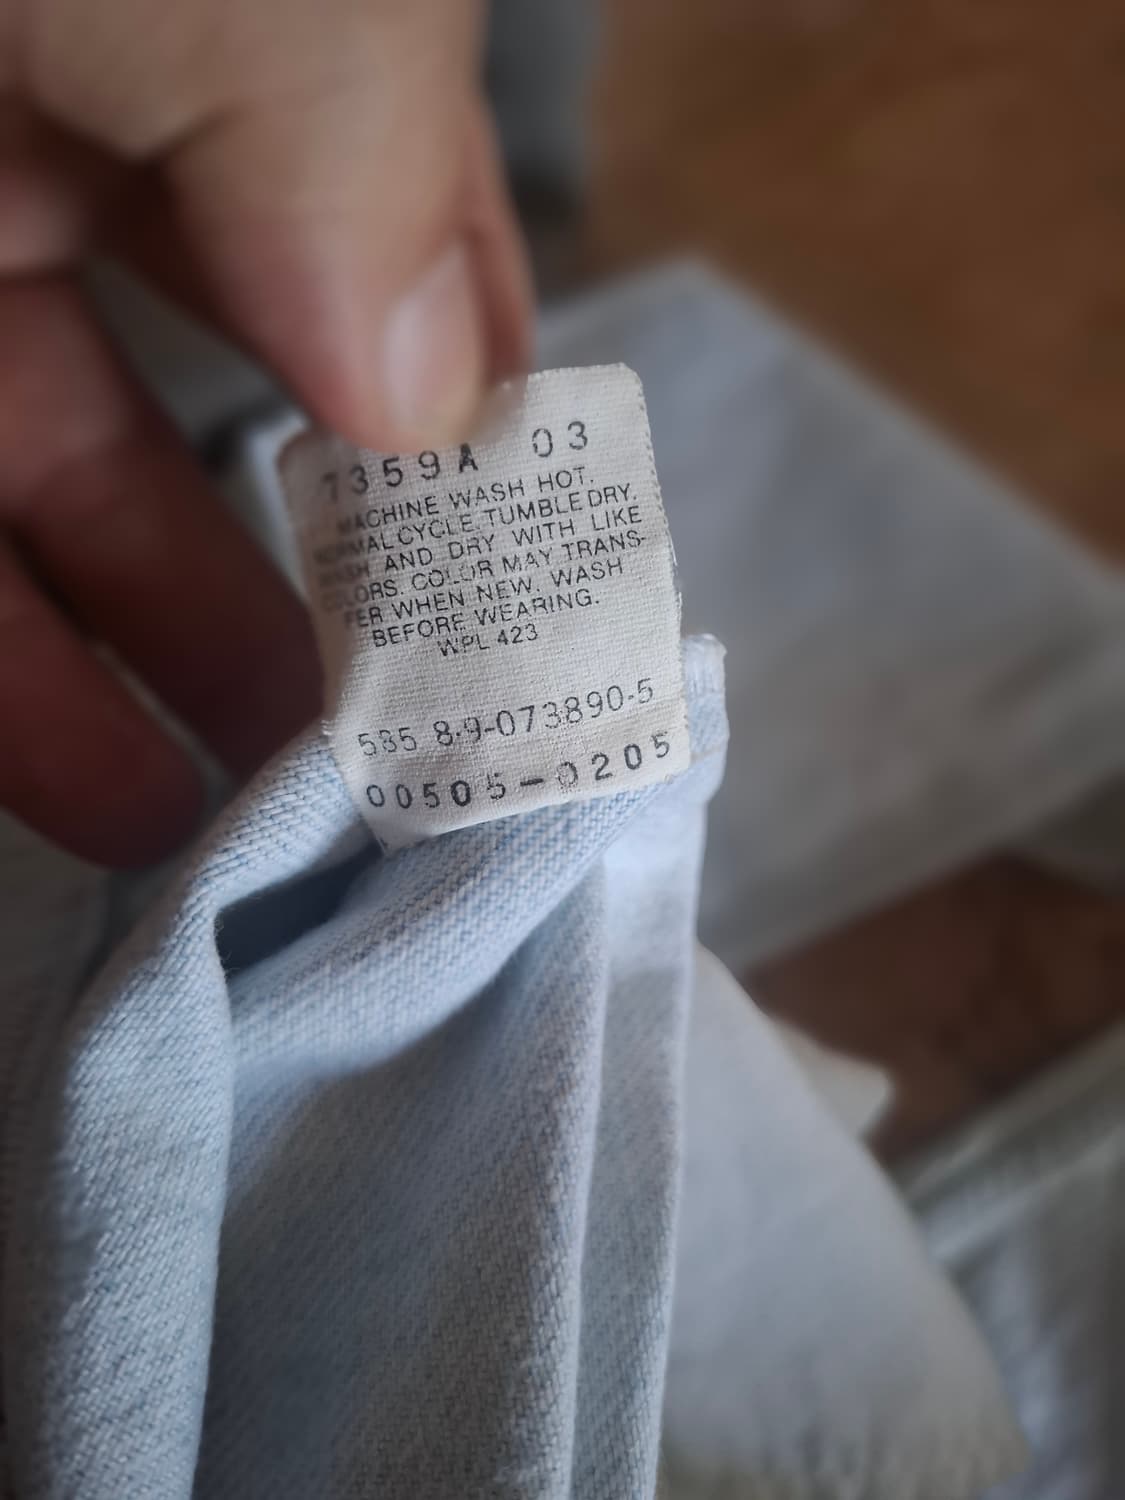 7359A 03
MACHINE WASH HOT.
NORMAL CYCLE. TUMBLE DRY.
WASH AND DRY WITH LIKE
COLORS. COLOR MAY TRANS-
FER WHEN NEW. WASH
BEFORE WEARING.
WPL 423
585 8-9-073890-5
00505-0205